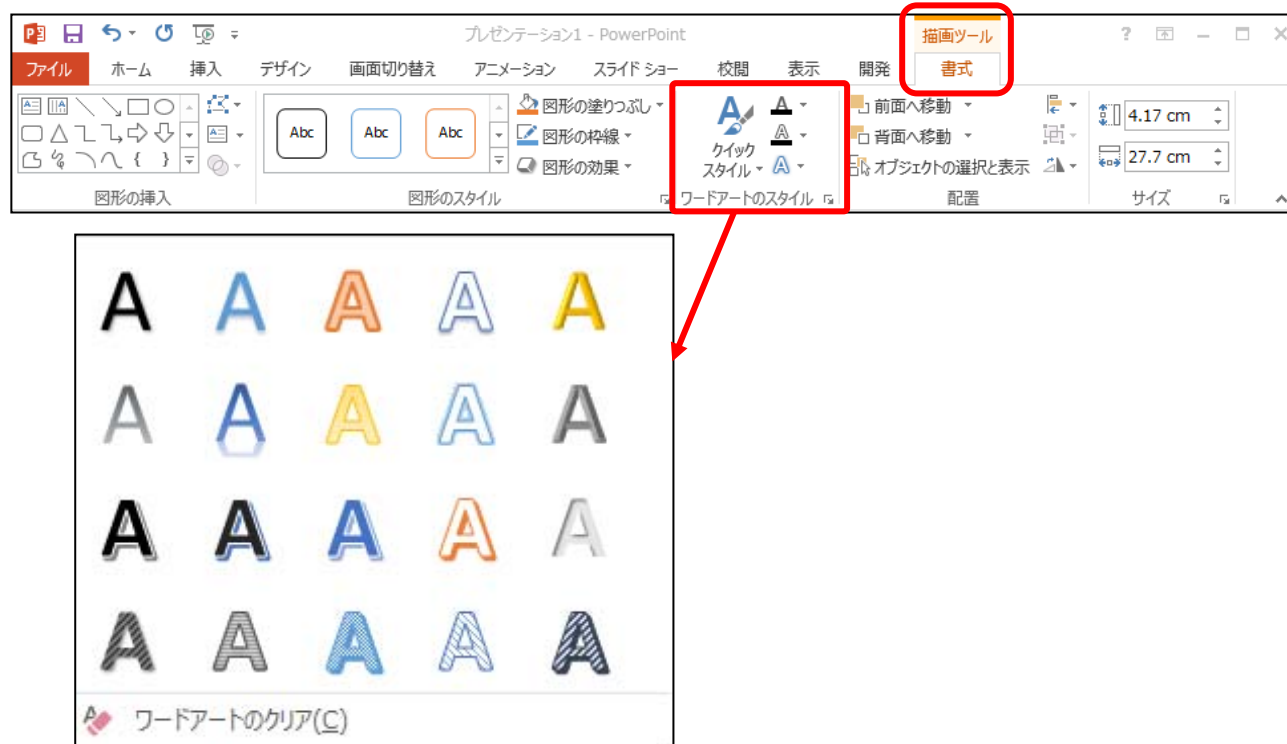 プレゼンテーション1 - PowerPoint
描画ツール
?
ファイル ホーム 挿入 デザイン 画面切り替え アニメーション スライド ショー 校閲 表示 開発 書式
Abc Abc Abc
図形の塗りつぶし
図形の枠線
図形の効果
クイック
スタイル
A
A
A
前面へ移動
背面へ移動
オブジェクトの選択と表示
4.17 cm
27.7 cm
図形の挿入 図形のスタイル ワードアートのスタイル 配置 サイズ
A A A A A
A A A A A
A A A A A
A A A A A
ワードアートのクリア(C)